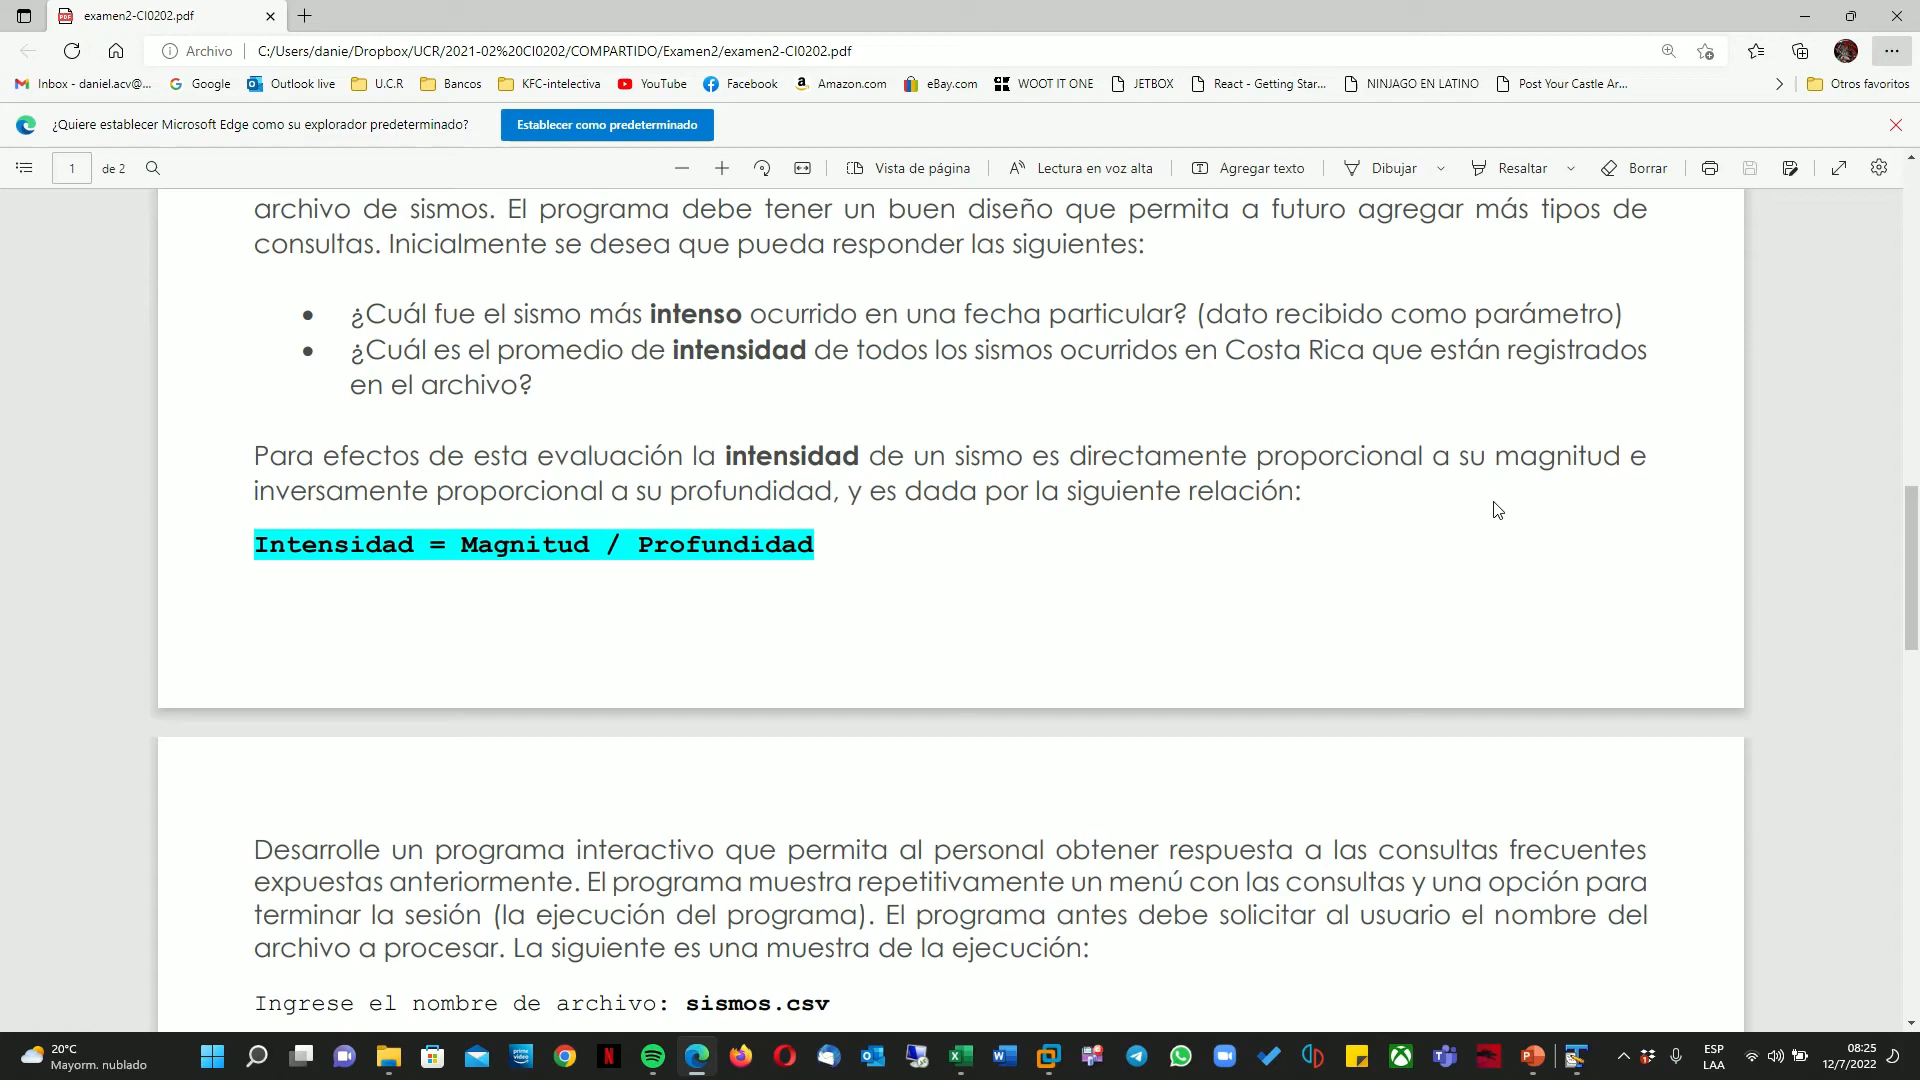 examen2-CI0202.pdf
Archivo
C:/Users/danie/Dropbox/UCR/2021-02%20CI0202/COMPARTIDO/Examen2/examen2-CI0202.pdf
Inbox - daniel.acv@...
Google
Outlook live
U.C.R
Bancos
KFC-intelectiva
YouTube
Facebook
Amazon.com
eBay.com
WOOT IT ONE
JETBOX
React - Getting Star...
NINJAGO EN LATINO
Post Your Castle Ar...
Otros favoritos
¿Quiere establecer Microsoft Edge como su explorador predeterminado?
Establecer como predeterminado
1 de 2
Vista de página
Lectura en voz alta
Agregar texto
Dibujar
Resaltar
Borrar
archivo de sismos. El programa debe tener un buen diseño que permita a futuro agregar más tipos de
consultas. Inicialmente se desea que pueda responder las siguientes:
• ¿Cuál fue el sismo más intenso ocurrido en una fecha particular? (dato recibido como parámetro)
• ¿Cuál es el promedio de intensidad de todos los sismos ocurridos en Costa Rica que están registrados
en el archivo?
Para efectos de esta evaluación la intensidad de un sismo es directamente proporcional a su magnitud e
inversamente proporcional a su profundidad, y es dada por la siguiente relación:
Intensidad = Magnitud / Profundidad
Desarrolle un programa interactivo que permita al personal obtener respuesta a las consultas frecuentes
expuestas anteriormente. El programa muestra repetitivamente un menú con las consultas y una opción para
terminar la sesión (la ejecución del programa). El programa antes debe solicitar al usuario el nombre del
archivo a procesar. La siguiente es una muestra de la ejecución:
Ingrese el nombre de archivo: sismos.csv
20°C
Mayorm. nublado
ESP
LAA
08:25
12/7/2022